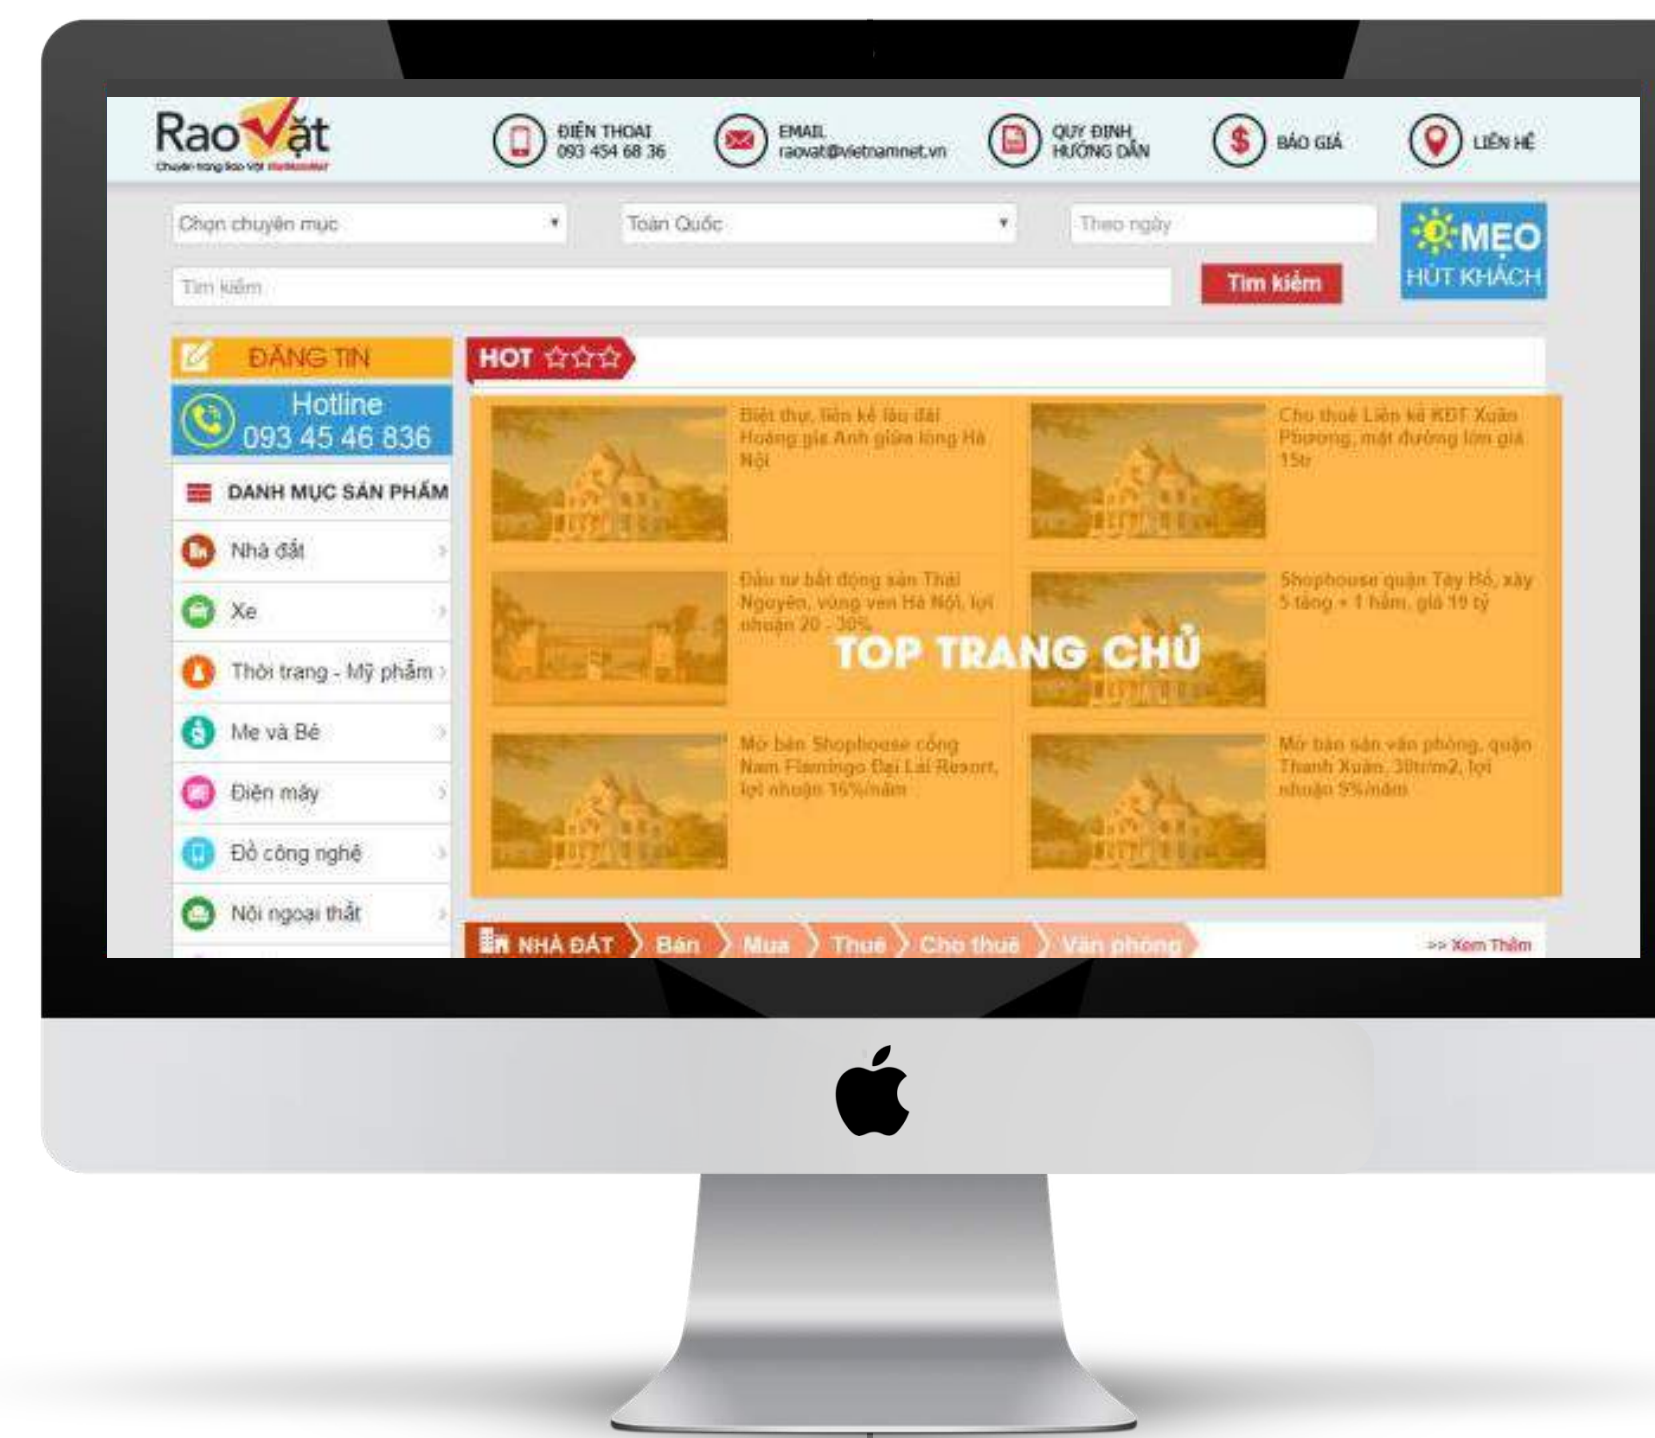 Rao Vặt
Chuyên trang Rao vặt VietNamNet
ĐIỆN THOẠI
093 454 68 36
EMAIL
raovat@vietnamnet.vn
QUY ĐỊNH
HƯỚNG DẪN
BÁO GIÁ
LIÊN HỆ
Chọn chuyên mục
Toàn Quốc
Theo ngày
MẸO
HÚT KHÁCH
Tìm kiếm
Tìm kiếm
ĐĂNG TIN
HOT
Hotline
093 45 46 836
DANH MỤC SẢN PHẨM
Nhà đất
Xe
Thời trang - Mỹ phẩm
Mẹ và Bé
Điện máy
Đồ công nghệ
Nội ngoại thất
Biệt thự, liền kề lâu đài
Hoàng gia Anh giữa lòng Hà
Nội
Cho thuê Liền kề KĐT Xuân
Phương, mặt đường lớn giá
15tr
Đầu tư bất động sản Thái
Nguyên, vùng ven Hà Nội, lợi
nhuận 20 - 30%
Shophouse quận Tây Hồ, xây
5 tầng + 1 hầm, giá 19 tỷ
TOP TRANG CHỦ
Mở bán Shophouse cổng
Nam Flamingo Đại Lải Resort,
lợi nhuận 16%/năm
Mở bán sàn văn phòng, quận
Thanh Xuân, 30tr/m2, lợi
nhuận 9%/năm
NHÀ ĐẤT
Bán
Mua
Thuê
Cho thuê
Văn phòng
>> Xem Thêm